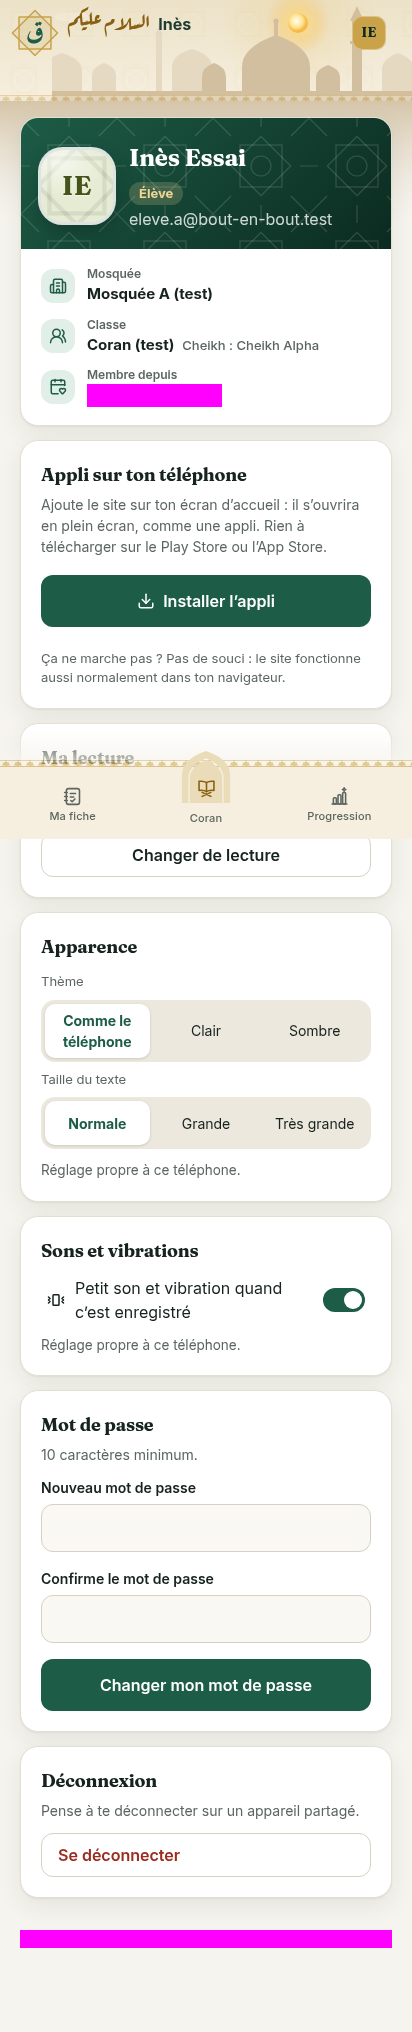 ق
السلام عليكم Inès
IE
IE
Inès Essai
Élève
eleve.a@bout-en-bout.test
Mosquée
Mosquée A (test)
Classe
Coran (test) Cheikh : Cheikh Alpha
Membre depuis
Appli sur ton téléphone
Ajoute le site sur ton écran d’accueil : il s’ouvrira
en plein écran, comme une appli. Rien à
télécharger sur le Play Store ou l’App Store.
Installer l’appli
Ça ne marche pas ? Pas de souci : le site fonctionne
aussi normalement dans ton navigateur.
Ma lecture
Ma fiche
Coran
Progression
Changer de lecture
Apparence
Thème
Comme le
téléphone
Clair
Sombre
Taille du texte
Normale
Grande
Très grande
Réglage propre à ce téléphone.
Sons et vibrations
Petit son et vibration quand
c’est enregistré
Réglage propre à ce téléphone.
Mot de passe
10 caractères minimum.
Nouveau mot de passe
Confirme le mot de passe
Changer mon mot de passe
Déconnexion
Pense à te déconnecter sur un appareil partagé.
Se déconnecter